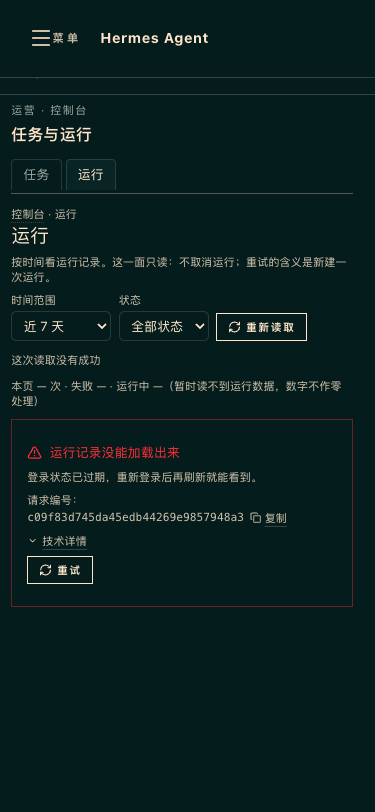 菜单 Hermes Agent
运营 · 控制台
任务与运行
任务 运行
控制台 · 运行
运行
按时间看运行记录。这一面只读：不取消运行；重试的含义是新建一
次运行。
时间范围 状态
近 7 天 全部状态 重新读取
这次读取没有成功
本页 — 次 · 失败 — · 运行中 —（暂时读不到运行数据，数字不作零
处理）
运行记录没能加载出来
登录状态已过期，重新登录后再刷新就能看到。
请求编号：
c09f83d745da45edb44269e9857948a3 复制
技术详情
重试